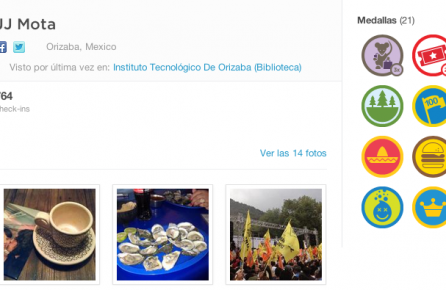 JJ Mota
Orizaba, Mexico
Visto por última vez en: Instituto Tecnológico De Orizaba (Biblioteca)
764
heck-ins
Ver las 14 fotos
Medallas (21)
100